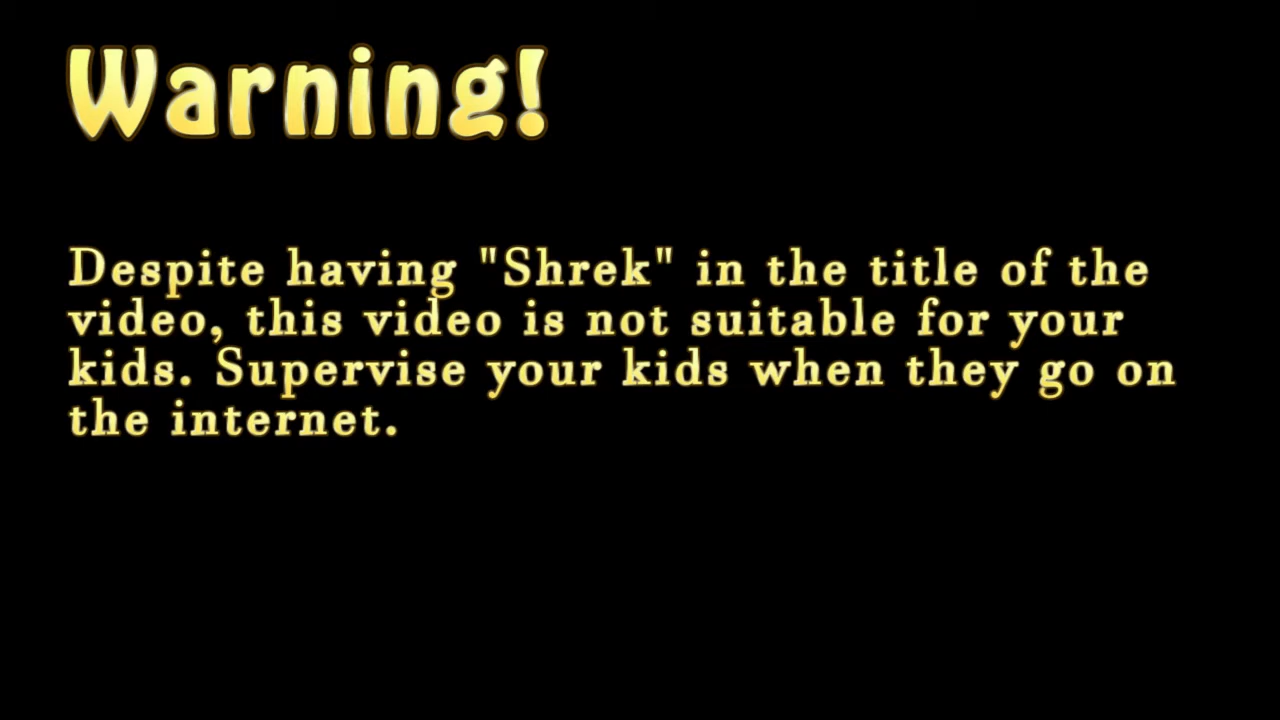 Warning!
Despite having "Shrek" in the title of the
video, this video is not suitable for your
kids. Supervise your kids when they go on
the internet.